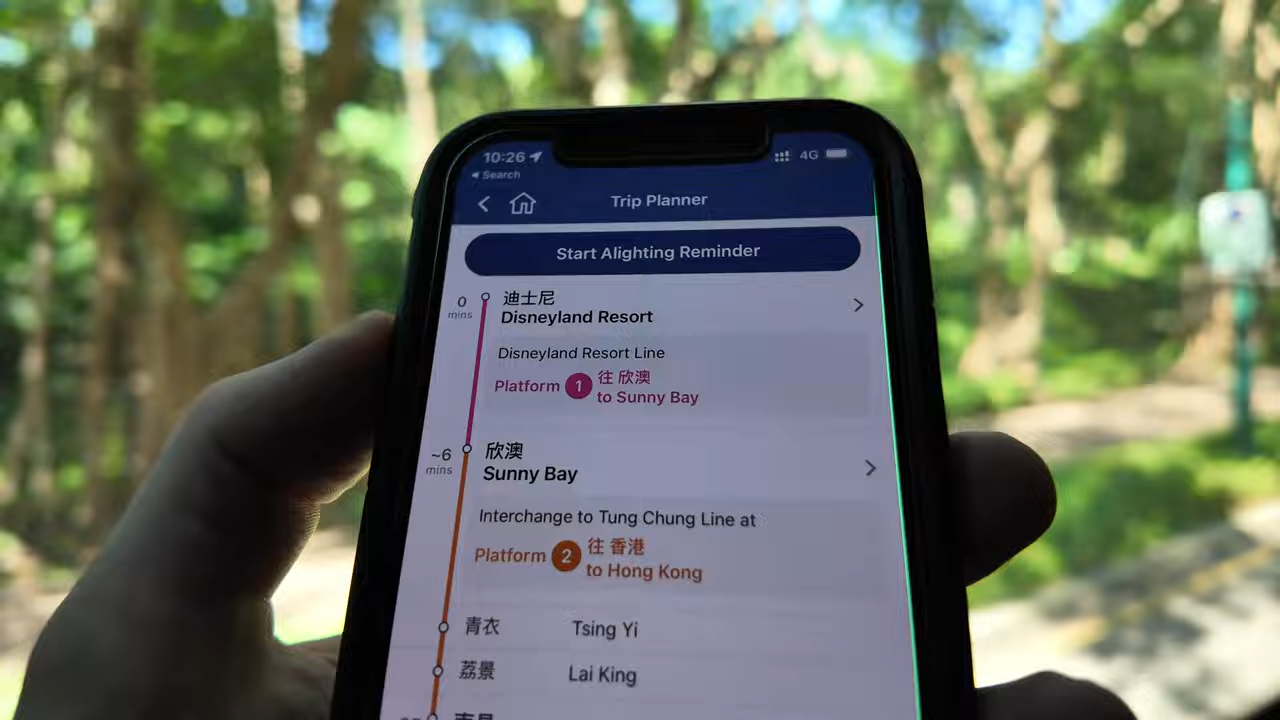 10:26
4G
◀ Search
Trip Planner
Start Alighting Reminder
0
mins
迪士尼
Disneyland Resort
Disneyland Resort Line
Platform 1 往 欣澳
to Sunny Bay
~6
mins
欣澳
Sunny Bay
Interchange to Tung Chung Line at
Platform 2 往 香港
to Hong Kong
青衣 Tsing Yi
荔景 Lai King